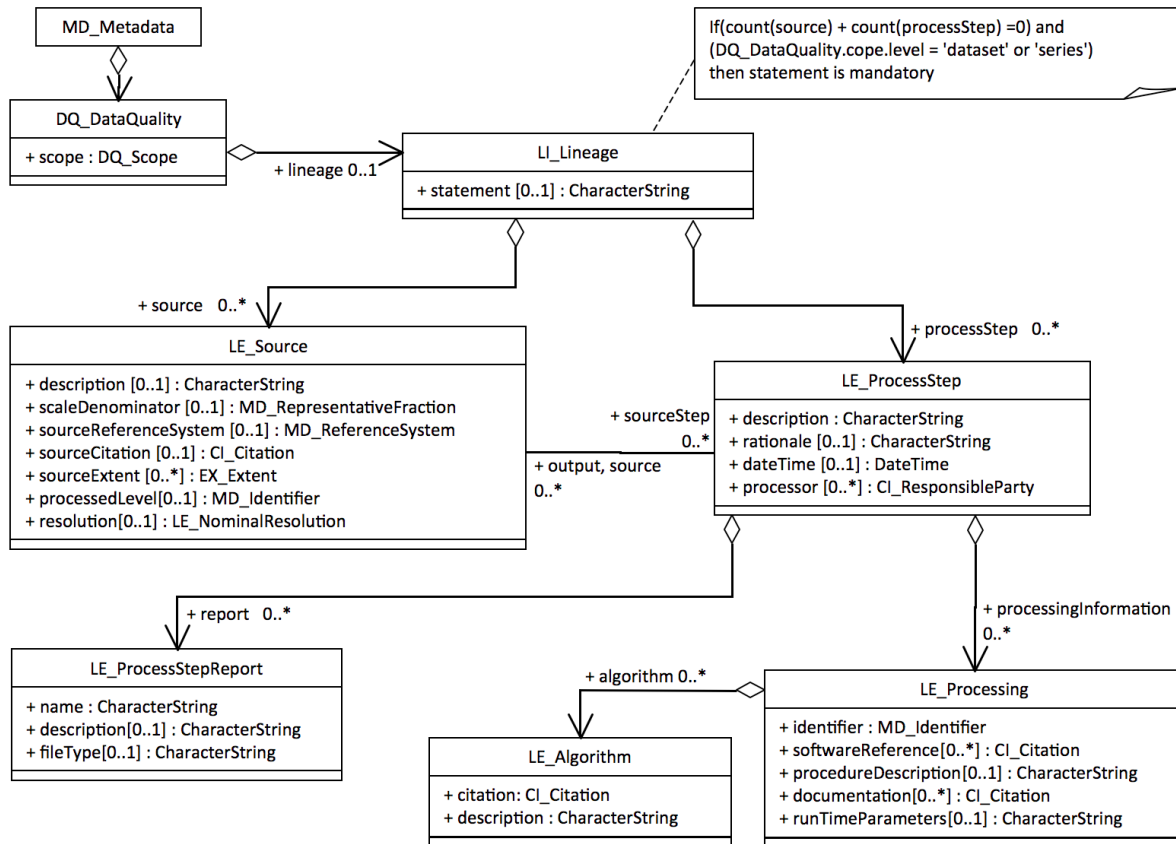 MD_Metadata
If(count(source) + count(processStep) =0) and
(DQ_DataQuality.cope.level = 'dataset' or 'series')
then statement is mandatory
DQ_DataQuality
+ scope : DQ_Scope
+ lineage 0..1
LI_Lineage
+ statement [0..1] : CharacterString
+ source 0..*
+ processStep 0..*
LE_Source
+ description [0..1] : CharacterString
+ scaleDenominator [0..1] : MD_RepresentativeFraction
+ sourceReferenceSystem [0..1] : MD_ReferenceSystem
+ sourceCitation [0..1] : CI_Citation
+ sourceExtent [0..*] : EX_Extent
+ processedLevel[0..1] : MD_Identifier
+ resolution[0..1] : LE_NominalResolution
+ sourceStep
0..*
+ output, source
0..*
LE_ProcessStep
+ description : CharacterString
+ rationale [0..1] : CharacterString
+ dateTime [0..1] : DateTime
+ processor [0..*] : CI_ResponsibleParty
+ report 0..*
+ processingInformation
0..*
LE_ProcessStepReport
+ name : CharacterString
+ description[0..1] : CharacterString
+ fileType[0..1] : CharacterString
+ algorithm 0..*
LE_Algorithm
+ citation: CI_Citation
+ description : CharacterString
LE_Processing
+ identifier : MD_Identifier
+ softwareReference[0..*] : CI_Citation
+ procedureDescription[0..1] : CharacterString
+ documentation[0..*] : CI_Citation
+ runTimeParameters[0..1] : CharacterString